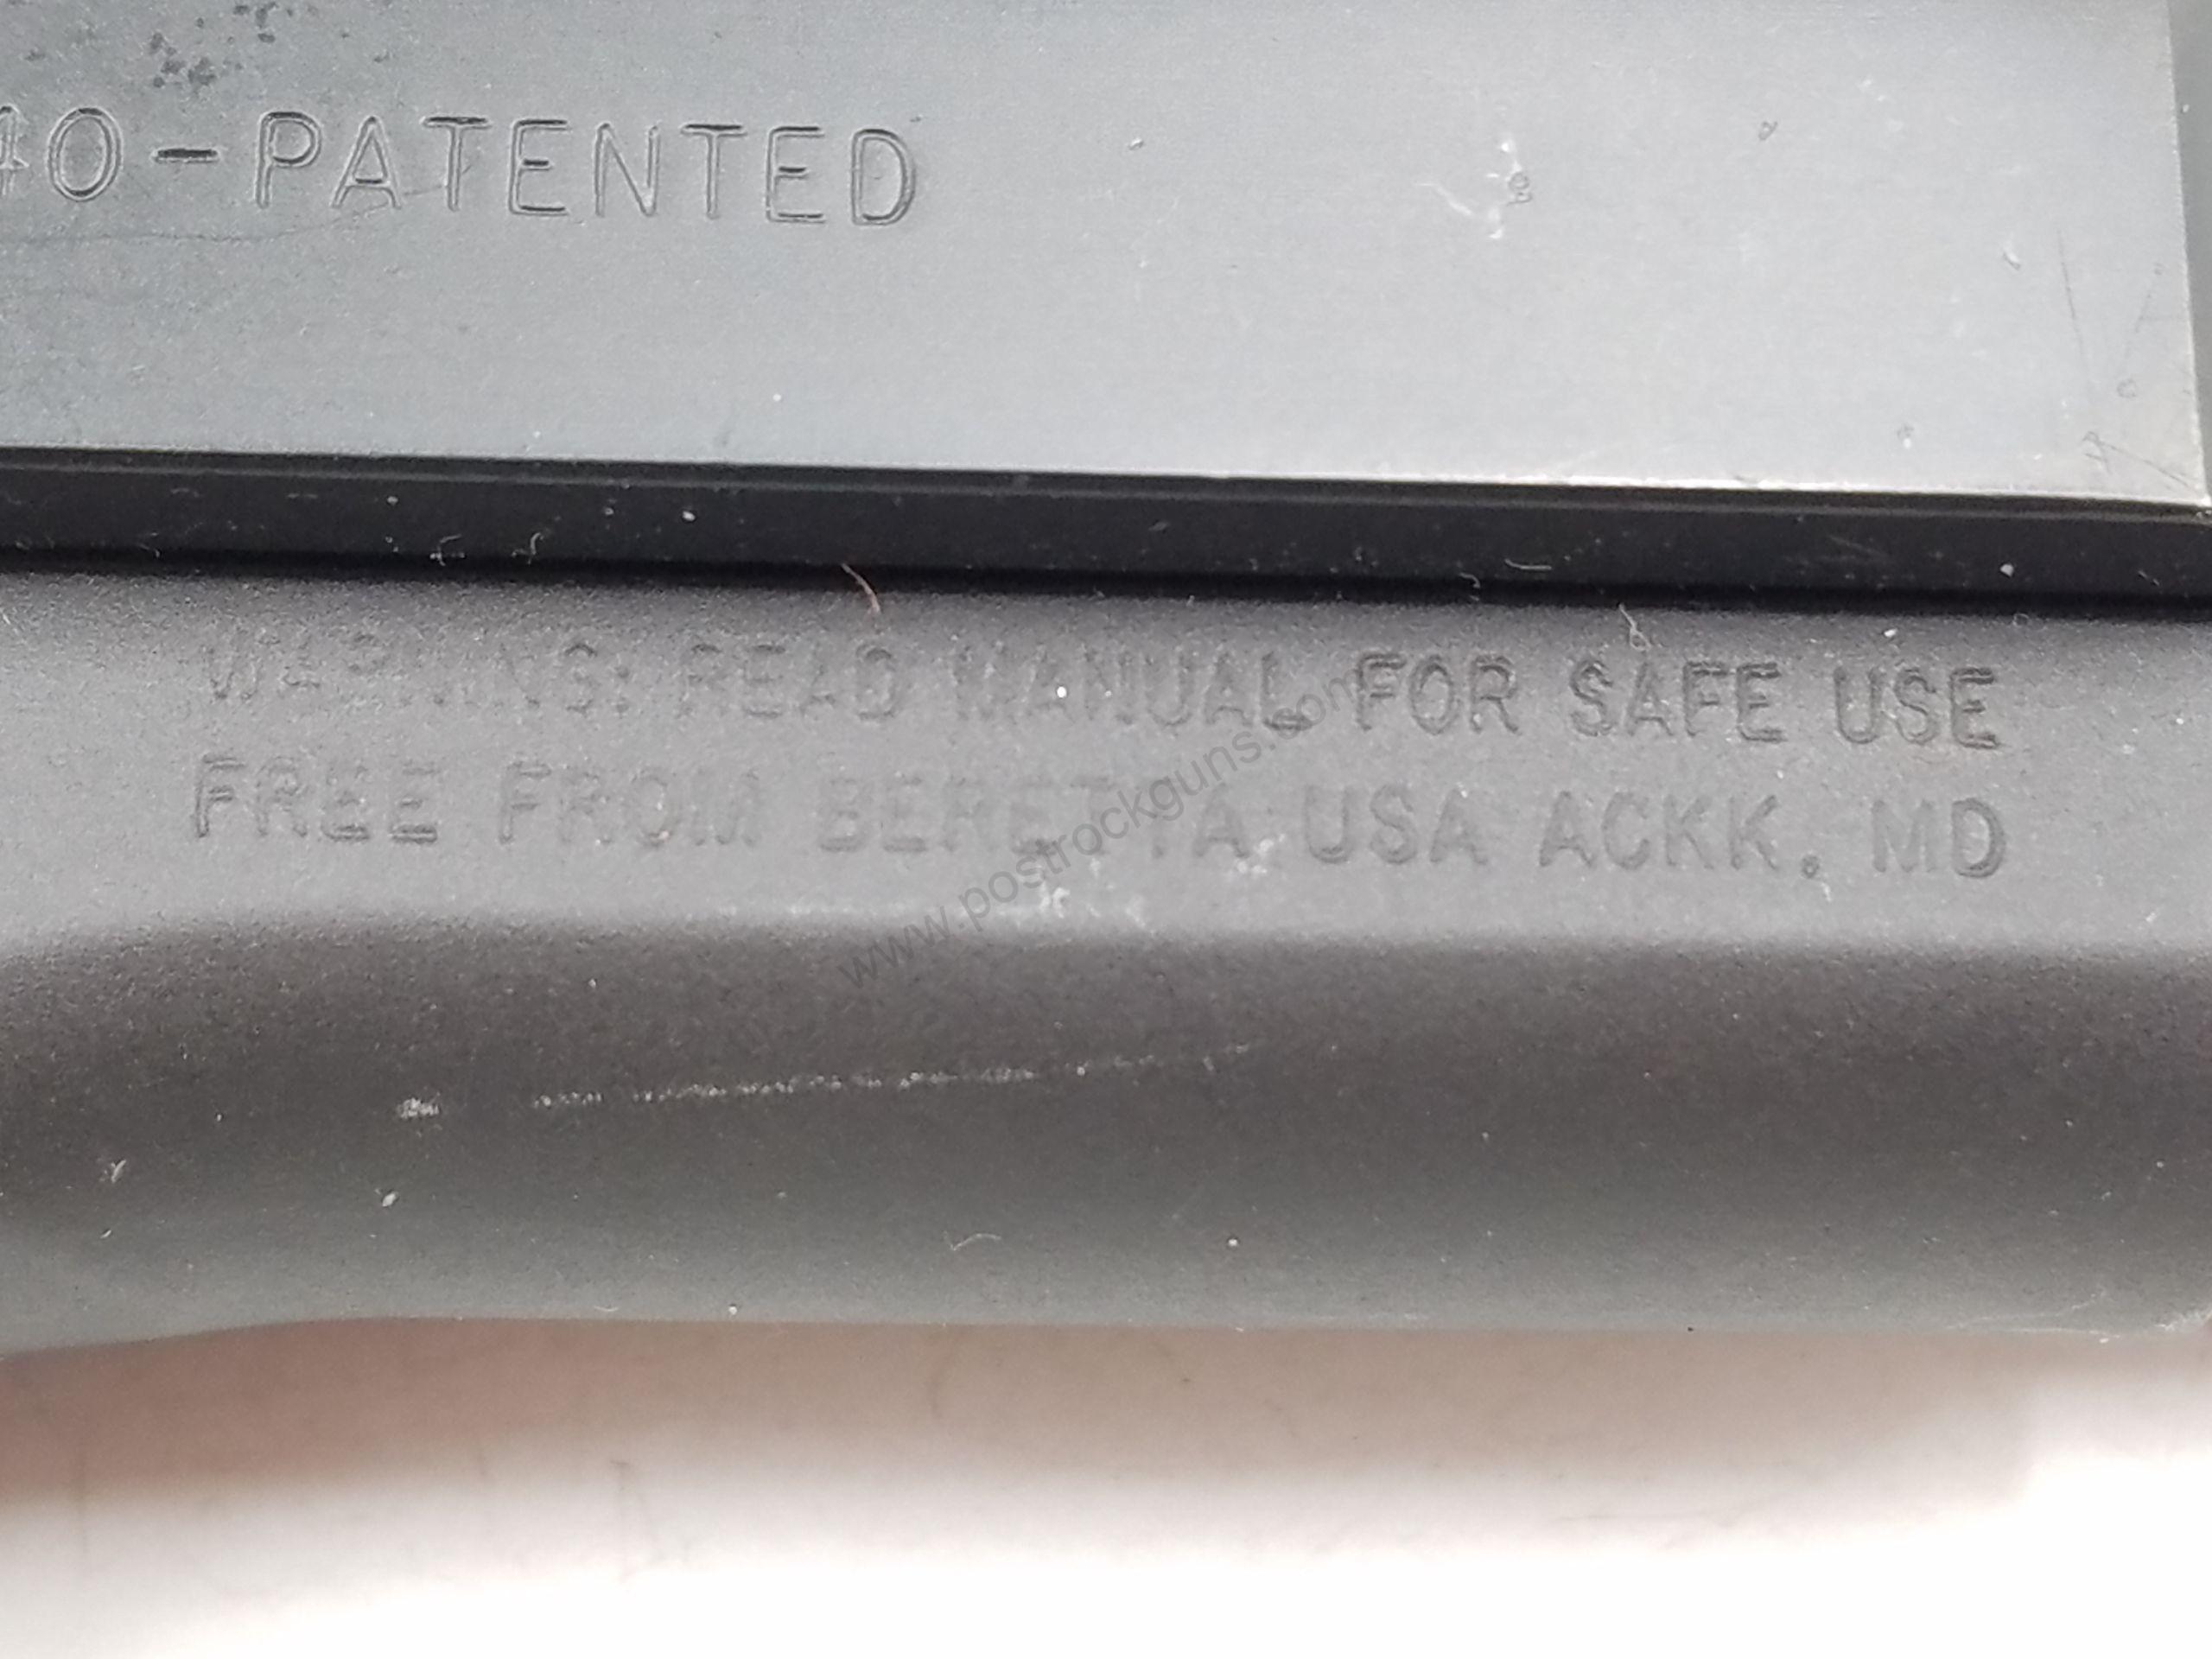 40-PATENTED
WARNING: READ MANUAL FOR SAFE USE
FREE FROM BERETTA USA ACKK. MD
www.postrockguns.com